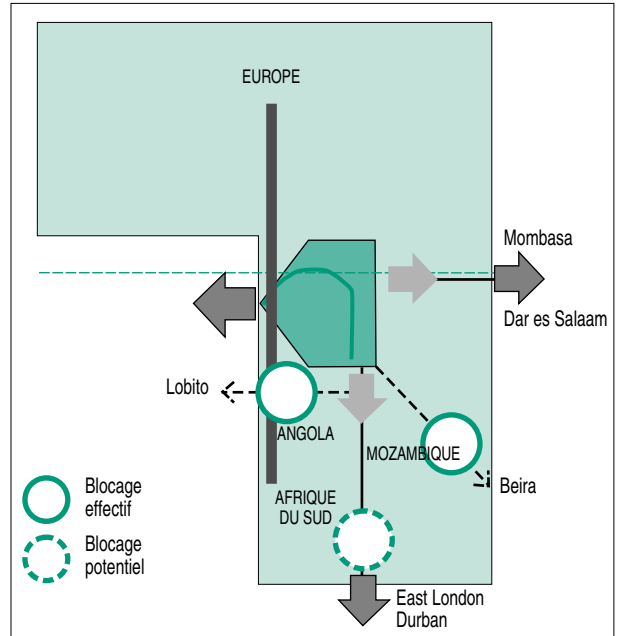 EUROPE
Mombasa
Dar es Salaam
Lobito
ANGOLA
MOZAMBIQUE
Beira
AFRIQUE
DU SUD
Blocage
effectif
Blocage
potentiel
East London
Durban